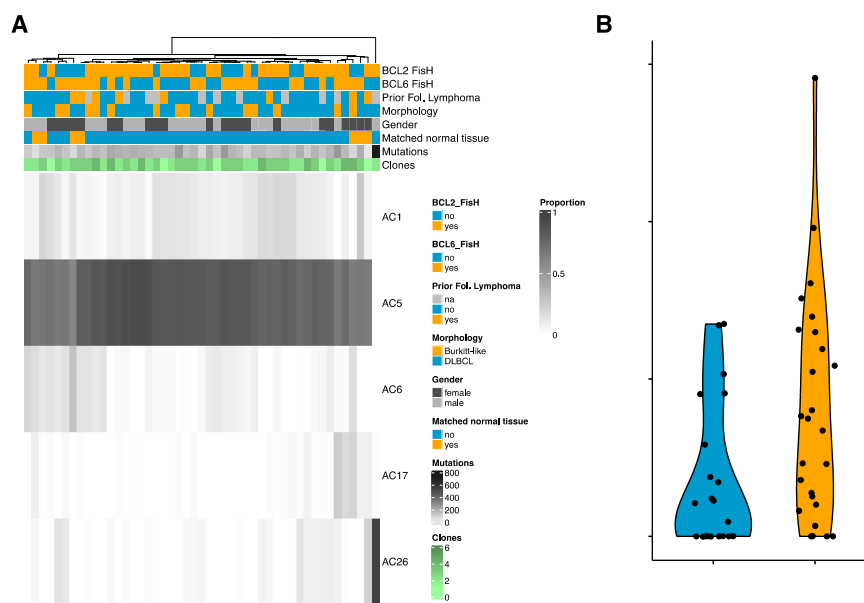 A
B
BCL2 FisH
BCL6 FisH
Prior Fol. Lymphoma
Morphology
Gender
Matched normal tissue
Mutations
Clones
AC1
AC5
AC6
AC17
AC26
BCL2_FisH
no
yes
BCL6_FisH
no
yes
Prior Fol. Lymphoma
na
no
yes
Morphology
Burkitt-like
DLBCL
Gender
female
male
Matched normal tissue
no
yes
Mutations
800
600
400
200
0
Clones
6
4
2
0
Proportion
1
0.5
0